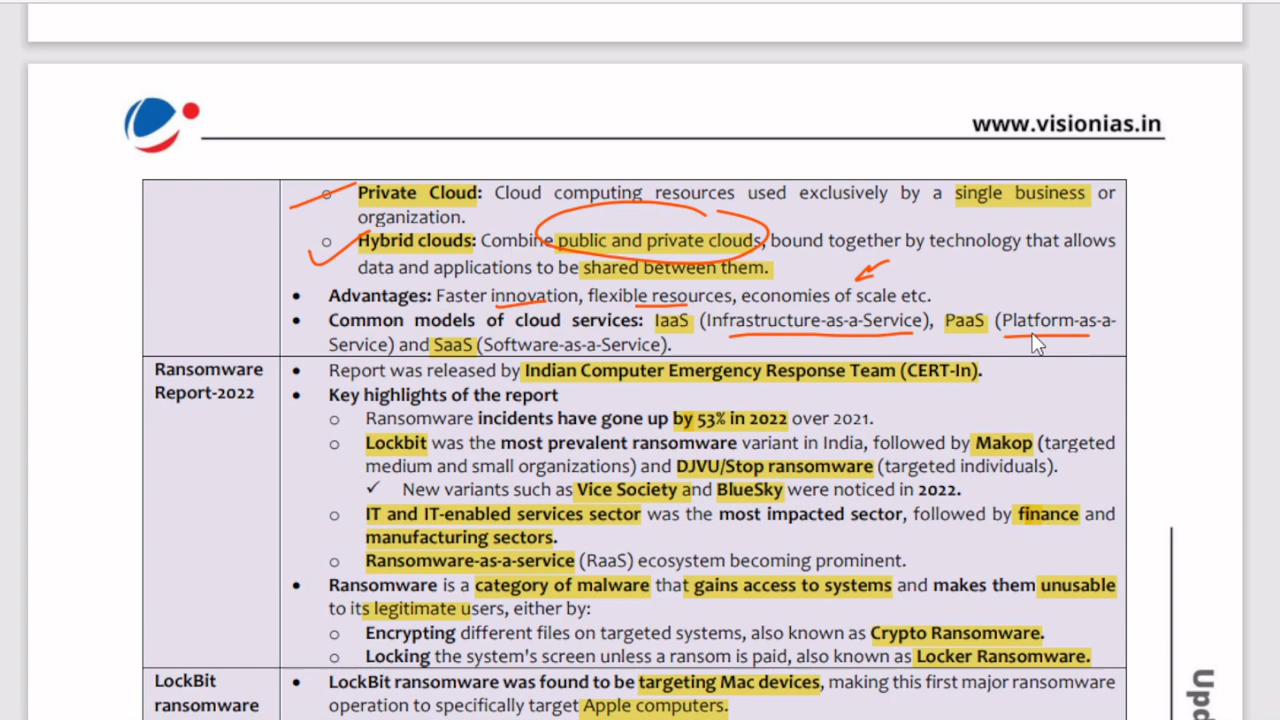 www.visionias.in
o Private Cloud: Cloud computing resources used exclusively by a single business or
organization.
o Hybrid clouds: Combine public and private clouds, bound together by technology that allows
data and applications to be shared between them.
• Advantages: Faster innovation, flexible resources, economies of scale etc.
• Common models of cloud services: IaaS (Infrastructure-as-a-Service), PaaS (Platform-as-a-
Service) and SaaS (Software-as-a-Service).
Ransomware
Report-2022
• Report was released by Indian Computer Emergency Response Team (CERT-In).
• Key highlights of the report
o Ransomware incidents have gone up by 53% in 2022 over 2021.
o Lockbit was the most prevalent ransomware variant in India, followed by Makop (targeted
medium and small organizations) and DJVU/Stop ransomware (targeted individuals).
✓ New variants such as Vice Society and BlueSky were noticed in 2022.
o IT and IT-enabled services sector was the most impacted sector, followed by finance and
manufacturing sectors.
o Ransomware-as-a-service (RaaS) ecosystem becoming prominent.
• Ransomware is a category of malware that gains access to systems and makes them unusable
to its legitimate users, either by:
o Encrypting different files on targeted systems, also known as Crypto Ransomware.
o Locking the system's screen unless a ransom is paid, also known as Locker Ransomware.
LockBit
ransomware
• LockBit ransomware was found to be targeting Mac devices, making this first major ransomware
operation to specifically target Apple computers.
Upd